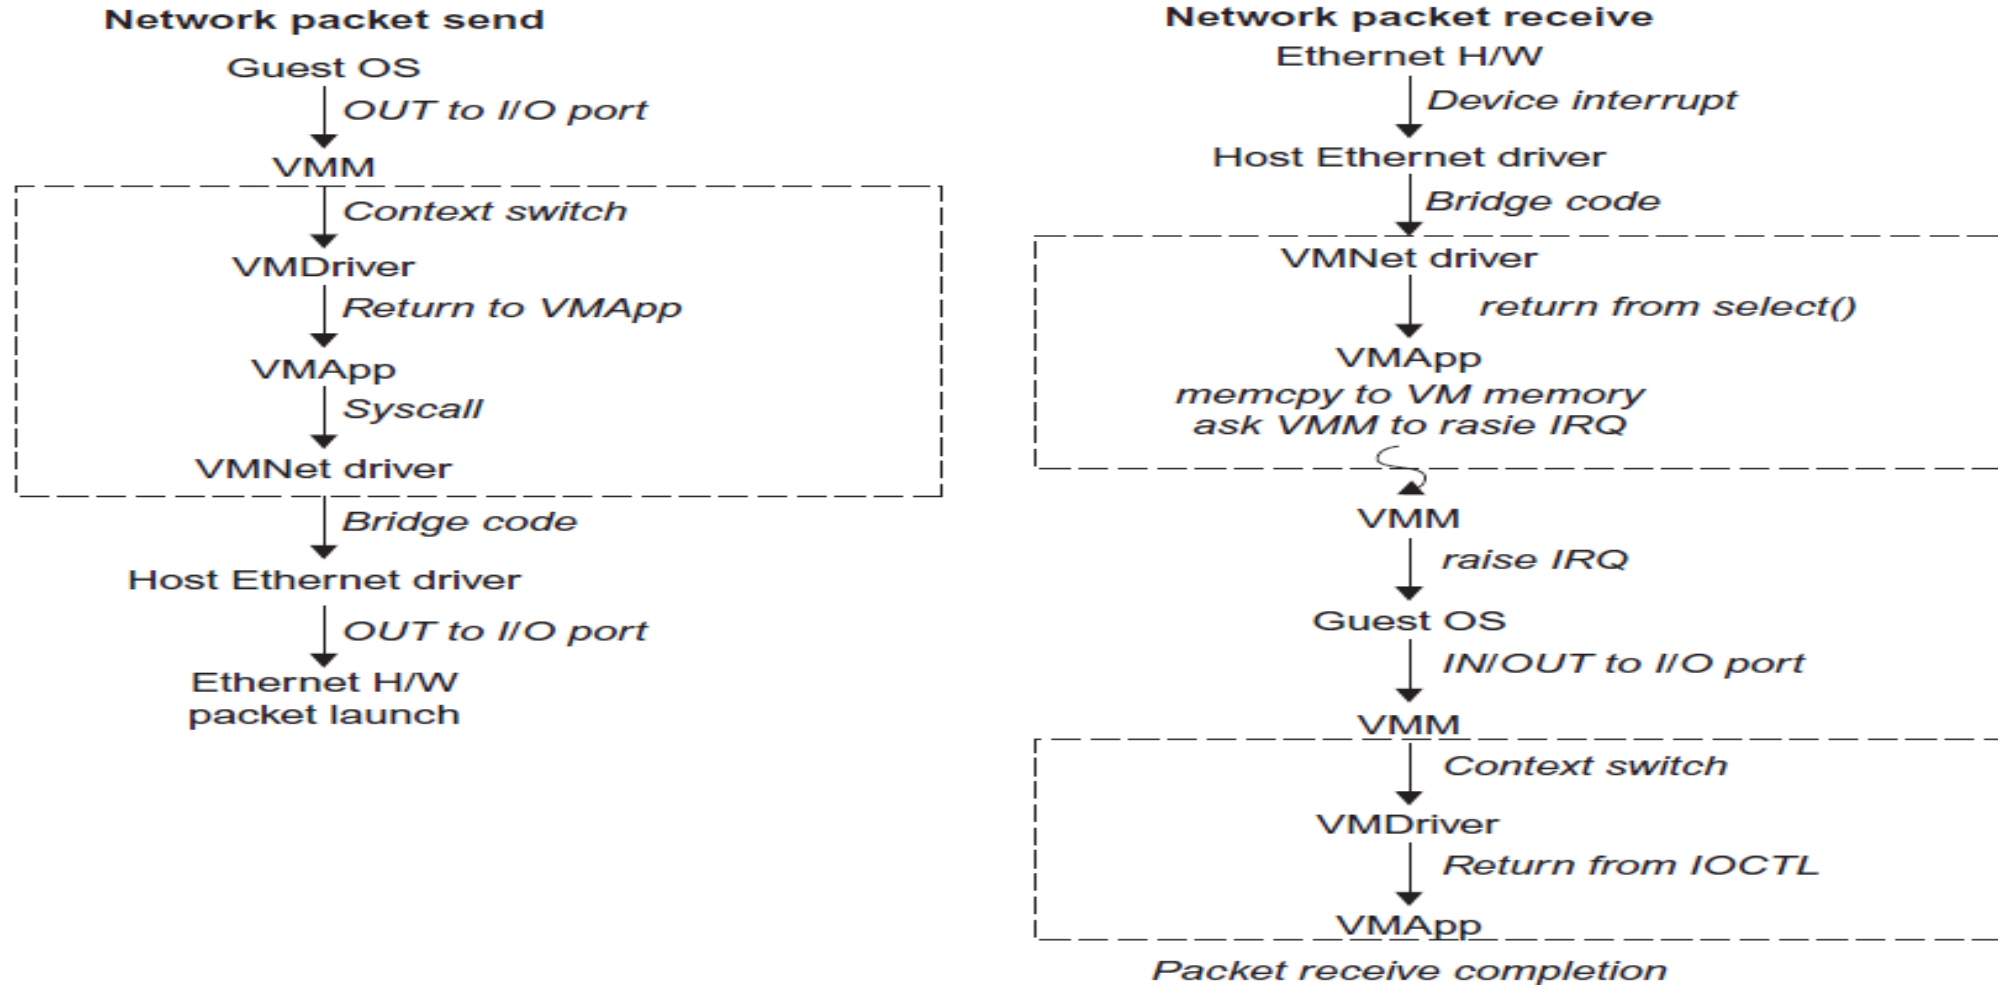 Network packet send
Guest OS
OUT to I/O port
VMM
Context switch
VMDriver
Return to VMApp
VMApp
Syscall
VMNet driver
Bridge code
Host Ethernet driver
OUT to I/O port
Ethernet H/W
packet launch
Network packet receive
Ethernet H/W
Device interrupt
Host Ethernet driver
Bridge code
VMNet driver
return from select()
VMApp
memcpy to VM memory
ask VMM to rasie IRQ
VMM
raise IRQ
Guest OS
IN/OUT to I/O port
VMM
Context switch
VMDriver
Return from IOCTL
VMApp
Packet receive completion